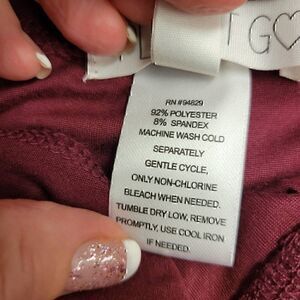 G♡
RN #94829
92% POLYESTER
8% SPANDEX
MACHINE WASH COLD
SEPARATELY
GENTLE CYCLE,
ONLY NON-CHLORINE
BLEACH WHEN NEEDED.
TUMBLE DRY LOW, REMOVE
PROMPTLY, USE COOL IRON
IF NEEDED.